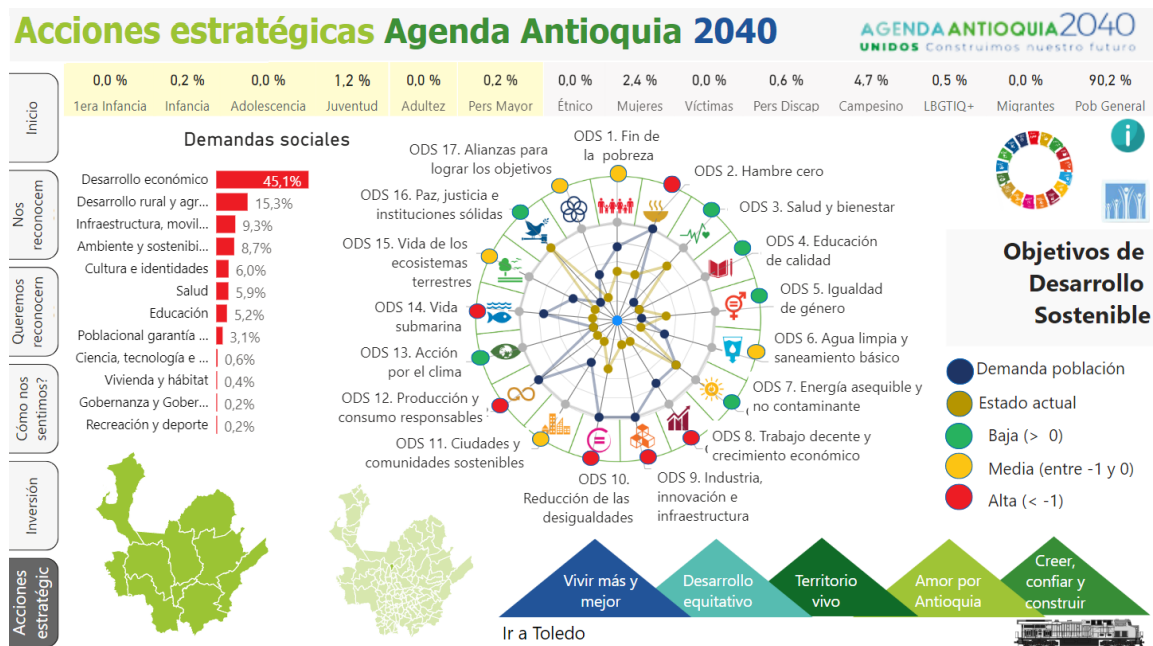 Acciones estratégicas Agenda Antioquia 2040
AGENDA ANTIOQUIA 2040
UNIDOS Construimos nuestro futuro
0,0 % 0,2 % 0,0 % 1,2 % 0,0 % 0,2 % 0,0 % 2,4 % 0,0 % 0,6 % 4,7 % 0,5 % 0,0 % 90,2 %
1era Infancia Infancia Adolescencia Juventud Adultez Pers Mayor Étnico Mujeres Víctimas Pers Discap Campesino LBGTIQ+ Migrantes Pob General
Inicio
Nos
reconocem
Queremos
reconocern
Cómo nos
sentimos?
Inversión
Acciones
estratégic
Demandas sociales
Desarrollo económico 45,1%
Desarrollo rural y agr... 15,3%
Infraestructura, movil... 9,3%
Ambiente y sostenibi... 8,7%
Cultura e identidades 6,0%
Salud 5,9%
Educación 5,2%
Poblacional garantía ... 3,1%
Ciencia, tecnología e ... 0,6%
Vivienda y hábitat 0,4%
Gobernanza y Gober... 0,2%
Recreación y deporte 0,2%
ODS 1. Fin de
la pobreza
ODS 2. Hambre cero
ODS 3. Salud y bienestar
ODS 4. Educación
de calidad
ODS 5. Igualdad
de género
ODS 6. Agua limpia y
saneamiento básico
ODS 7. Energía asequible y
no contaminante
ODS 8. Trabajo decente y
crecimiento económico
ODS 9. Industria,
innovación e
infraestructura
ODS 10.
Reducción de las
desigualdades
ODS 11. Ciudades y
comunidades sostenibles
ODS 12. Producción y
consumo responsables
ODS 13. Acción
por el clima
ODS 14. Vida
submarina
ODS 15. Vida de los
ecosistemas
terrestres
ODS 16. Paz, justicia e
instituciones sólidas
ODS 17. Alianzas para
lograr los objetivos
i
Objetivos de
Desarrollo
Sostenible
Demanda población
Estado actual
Baja (> 0)
Media (entre -1 y 0)
Alta (< -1)
Vivir más y
mejor
Desarrollo
equitativo
Territorio
vivo
Amor por
Antioquia
Creer,
confiar y
construir
Ir a Toledo